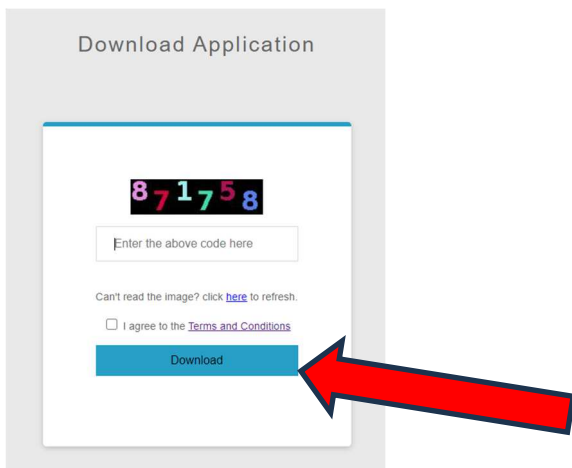 Download Application
871758
Enter the above code here
Can't read the image? click here to refresh.
I agree to the Terms and Conditions
Download